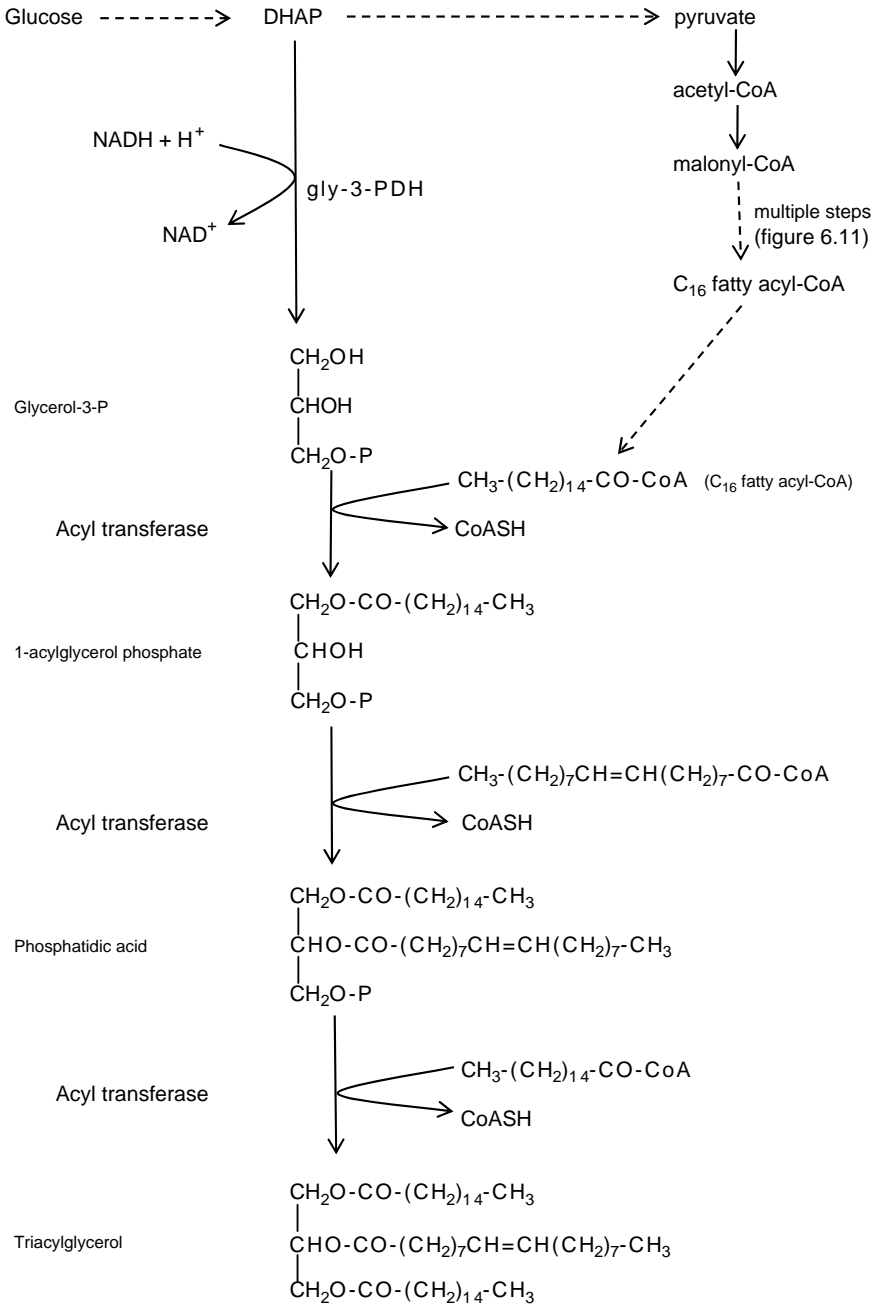 Glucose DHAP pyruvate
acetyl-CoA
NADH + H⁺
malonyl-CoA
gly-3-PDH
multiple steps
NAD⁺
(figure 6.11)
C₁₆ fatty acyl-CoA
CH₂OH
Glycerol-3-P CHOH
CH₂O-P
CH₃-(CH₂)₁₄-CO-CoA (C₁₆ fatty acyl-CoA)
Acyl transferase CoASH
CH₂O-CO-(CH₂)₁₄-CH₃
1-acylglycerol phosphate CHOH
CH₂O-P
CH₃-(CH₂)₇CH=CH(CH₂)₇-CO-CoA
Acyl transferase CoASH
CH₂O-CO-(CH₂)₁₄-CH₃
Phosphatidic acid CHO-CO-(CH₂)₇CH=CH(CH₂)₇-CH₃
CH₂O-P
CH₃-(CH₂)₁₄-CO-CoA
Acyl transferase
CoASH
CH₂O-CO-(CH₂)₁₄-CH₃
Triacylglycerol CHO-CO-(CH₂)₇CH=CH(CH₂)₇-CH₃
CH₂O-CO-(CH₂)₁₄-CH₃